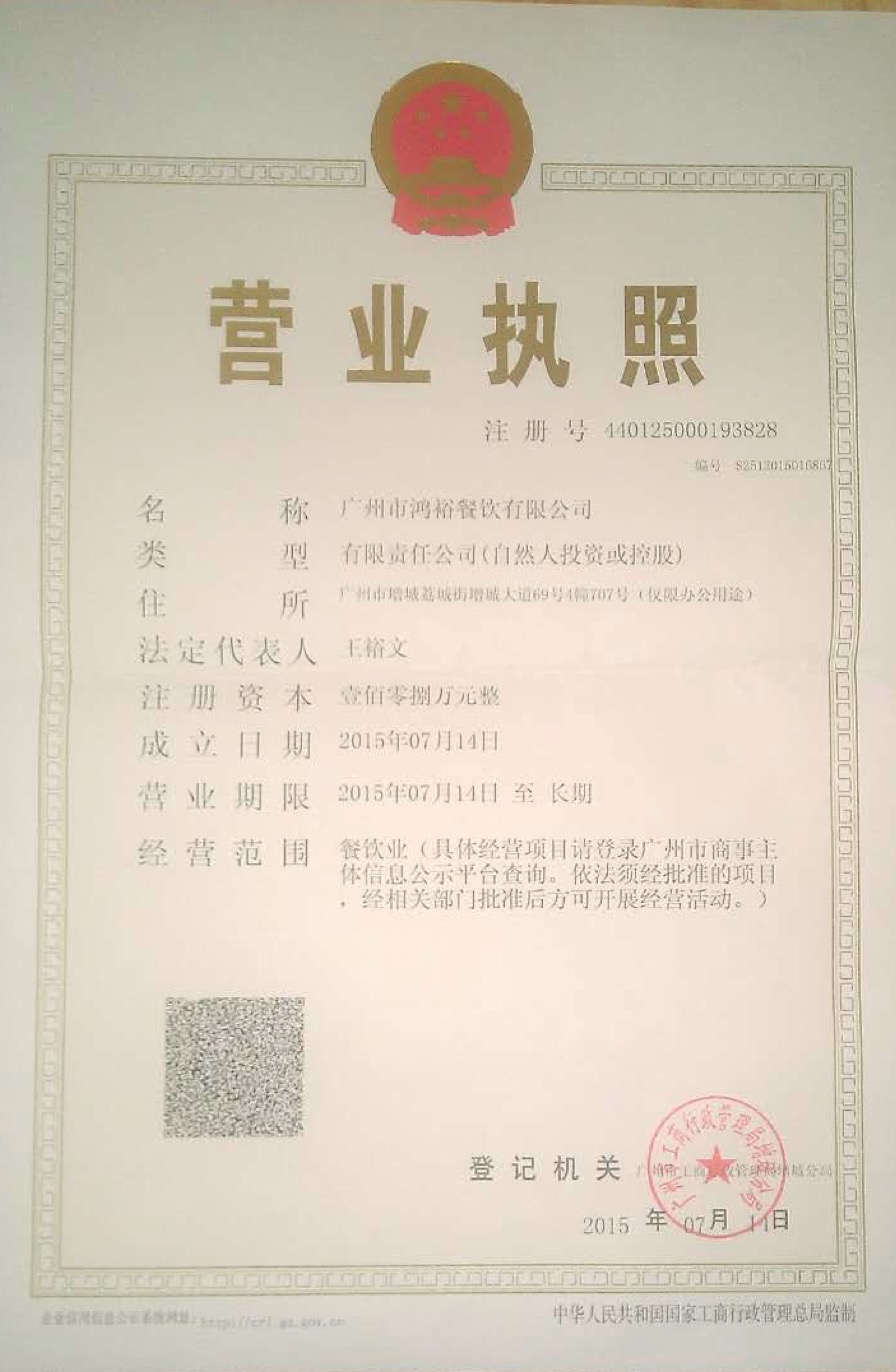 营业执照
注册号 440125000193828
编号 S2512015016867
名称 广州市鸿裕餐饮有限公司
类型 有限责任公司(自然人投资或控股)
住所 广州市增城荔城街增城大道69号4幢707号（仅限办公用途）
法定代表人 王裕文
注册资本 壹佰零捌万元整
成立日期 2015年07月14日
营业期限 2015年07月14日 至 长期
经营范围 餐饮业（具体经营项目请登录广州市商事主
体信息公示平台查询。依法须经批准的项目
，经相关部门批准后方可开展经营活动。）
登记机关 广州市工商行政管理局增城分局
2015 年 07月 14日
企业信用信息公示系统网址：http://cri.gz.gov.cn
中华人民共和国国家工商行政管理总局监制